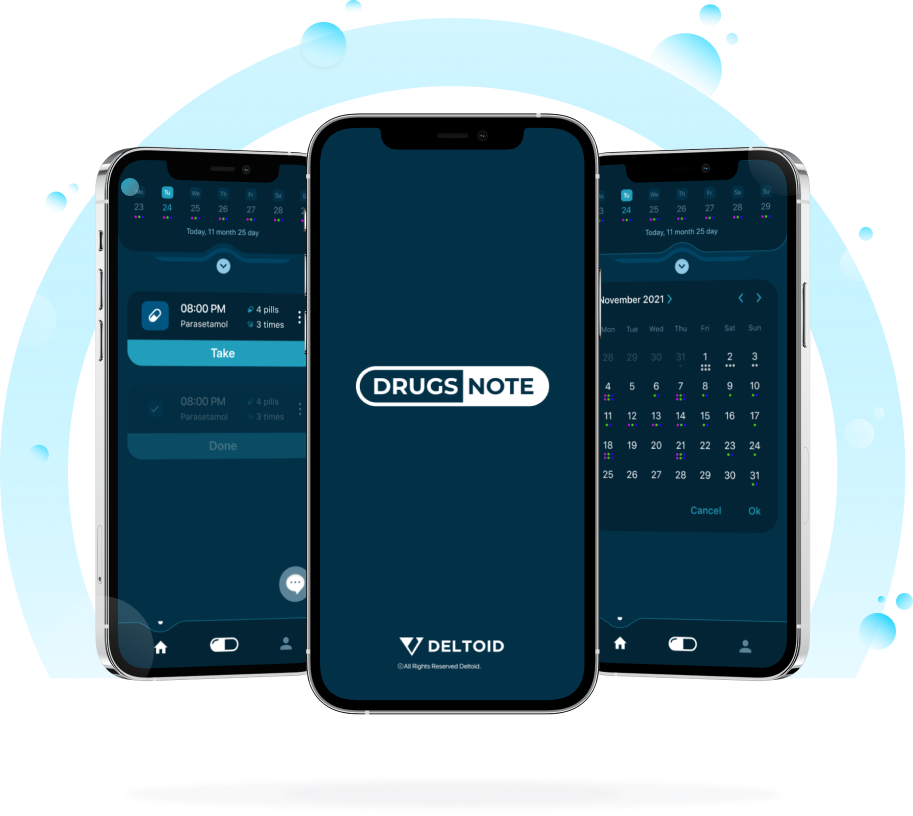 Tu We Th Fr Sa
23 24 25 26 27 28 2
Today, 11 month 25 day
08:00 PM
4 pills
Parasetamol
3 times
Take
08:00 PM
4 pills
Parasetamol
3 times
Done
DRUGS NOTE
DELTOID
©All Rights Reserved Deltoid.
Tu We Th Fr Sa Su
3 24 25 26 27 28 29
Today, 11 month 25 day
November 2021
Mon Tue Wed Thu Fri Sat Sun
28 29 30 31 1 2 3
4 5 6 7 8 9 10
11 12 13 14 15 16 17
18 19 20 21 22 23 24
25 26 27 28 29 30 31
Cancel Ok